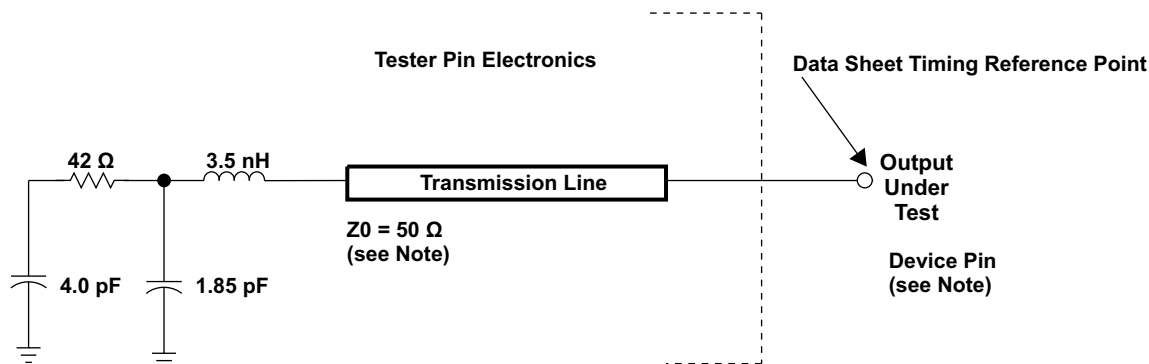 Tester Pin Electronics
Data Sheet Timing Reference Point
42 Ω
3.5 nH
Transmission Line
Output
Under
Test
Z0 = 50 Ω
(see Note)
4.0 pF
1.85 pF
Device Pin
(see Note)